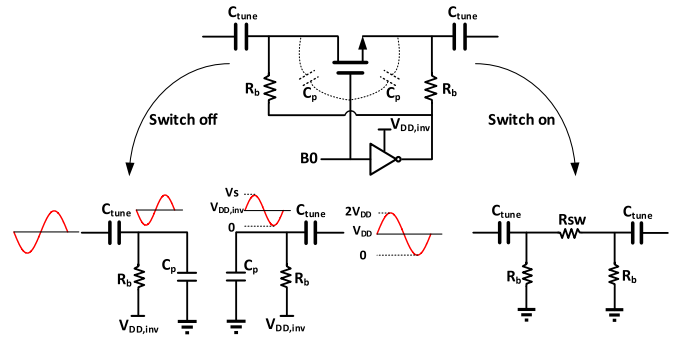 Ctune
Ctune
Rb
Cp
Cp
Rb
Switch off
VDD,inv
Switch on
B0
Ctune
Vs
VDD,inv
0
Ctune
2VDD
VDD
0
Ctune
Rsw
Ctune
Rb
Cp
Cp
Rb
Rb
Rb
VDD,inv
VDD,inv